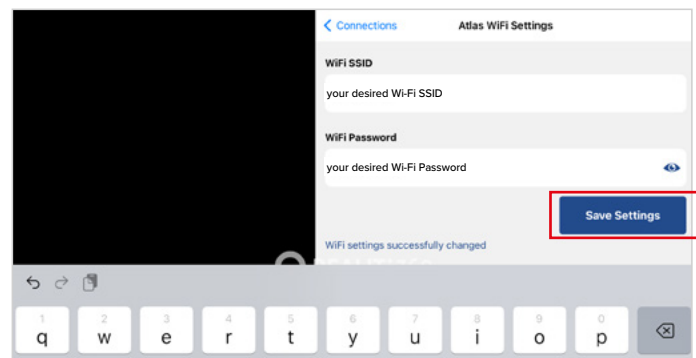 Connections
Atlas WiFi Settings
WiFi SSID
your desired Wi-Fi SSID
WiFi Password
your desired Wi-Fi Password
Save Settings
WiFi settings successfully changed
1 2 3 4 5 6 7 8 9 0
q w e r t y u i o p